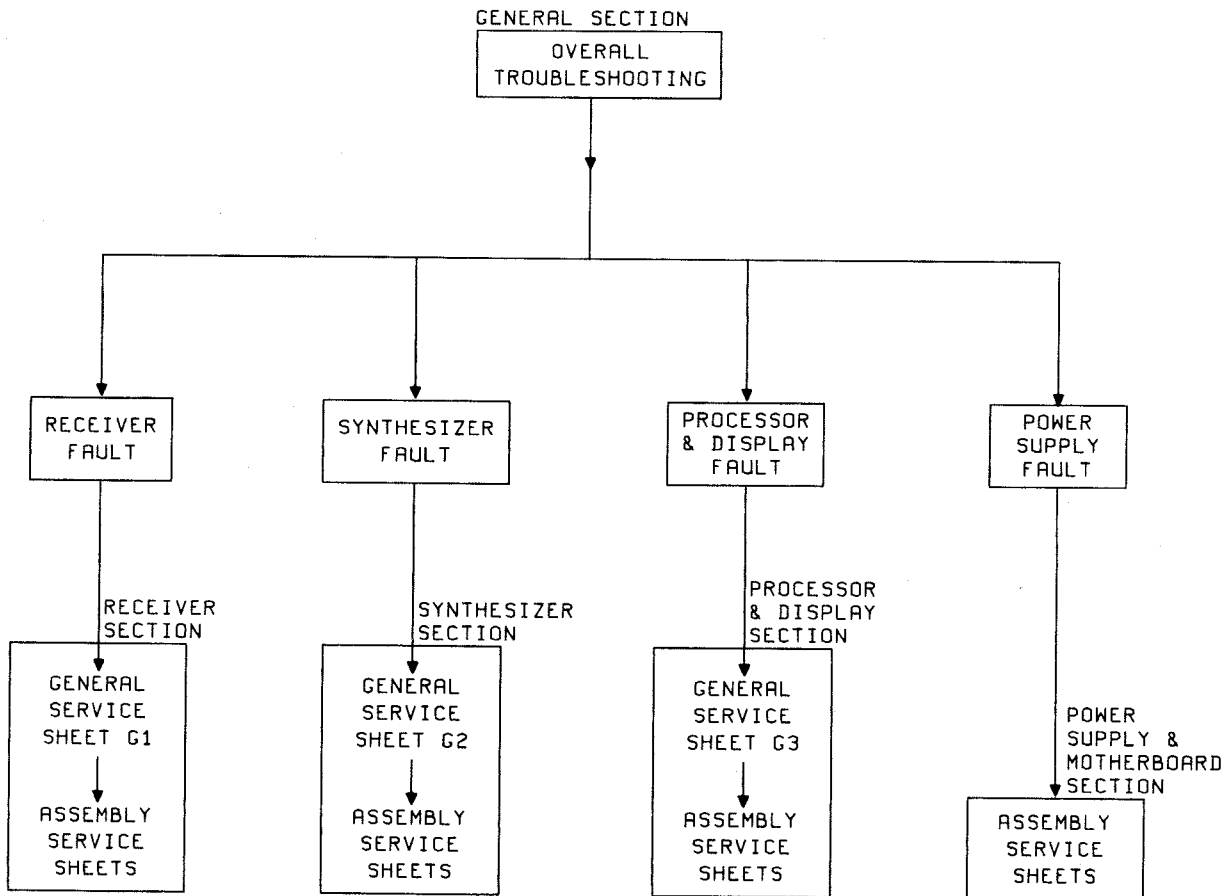 GENERAL SECTION
OVERALL
TROUBLESHOOTING
RECEIVER
FAULT
SYNTHESIZER
FAULT
PROCESSOR
& DISPLAY
FAULT
POWER
SUPPLY
FAULT
RECEIVER
SECTION
GENERAL
SERVICE
SHEET G1
ASSEMBLY
SERVICE
SHEETS
SYNTHESIZER
SECTION
GENERAL
SERVICE
SHEET G2
ASSEMBLY
SERVICE
SHEETS
PROCESSOR
& DISPLAY
SECTION
GENERAL
SERVICE
SHEET G3
ASSEMBLY
SERVICE
SHEETS
POWER
SUPPLY &
MOTHERBOARD
SECTION
ASSEMBLY
SERVICE
SHEETS